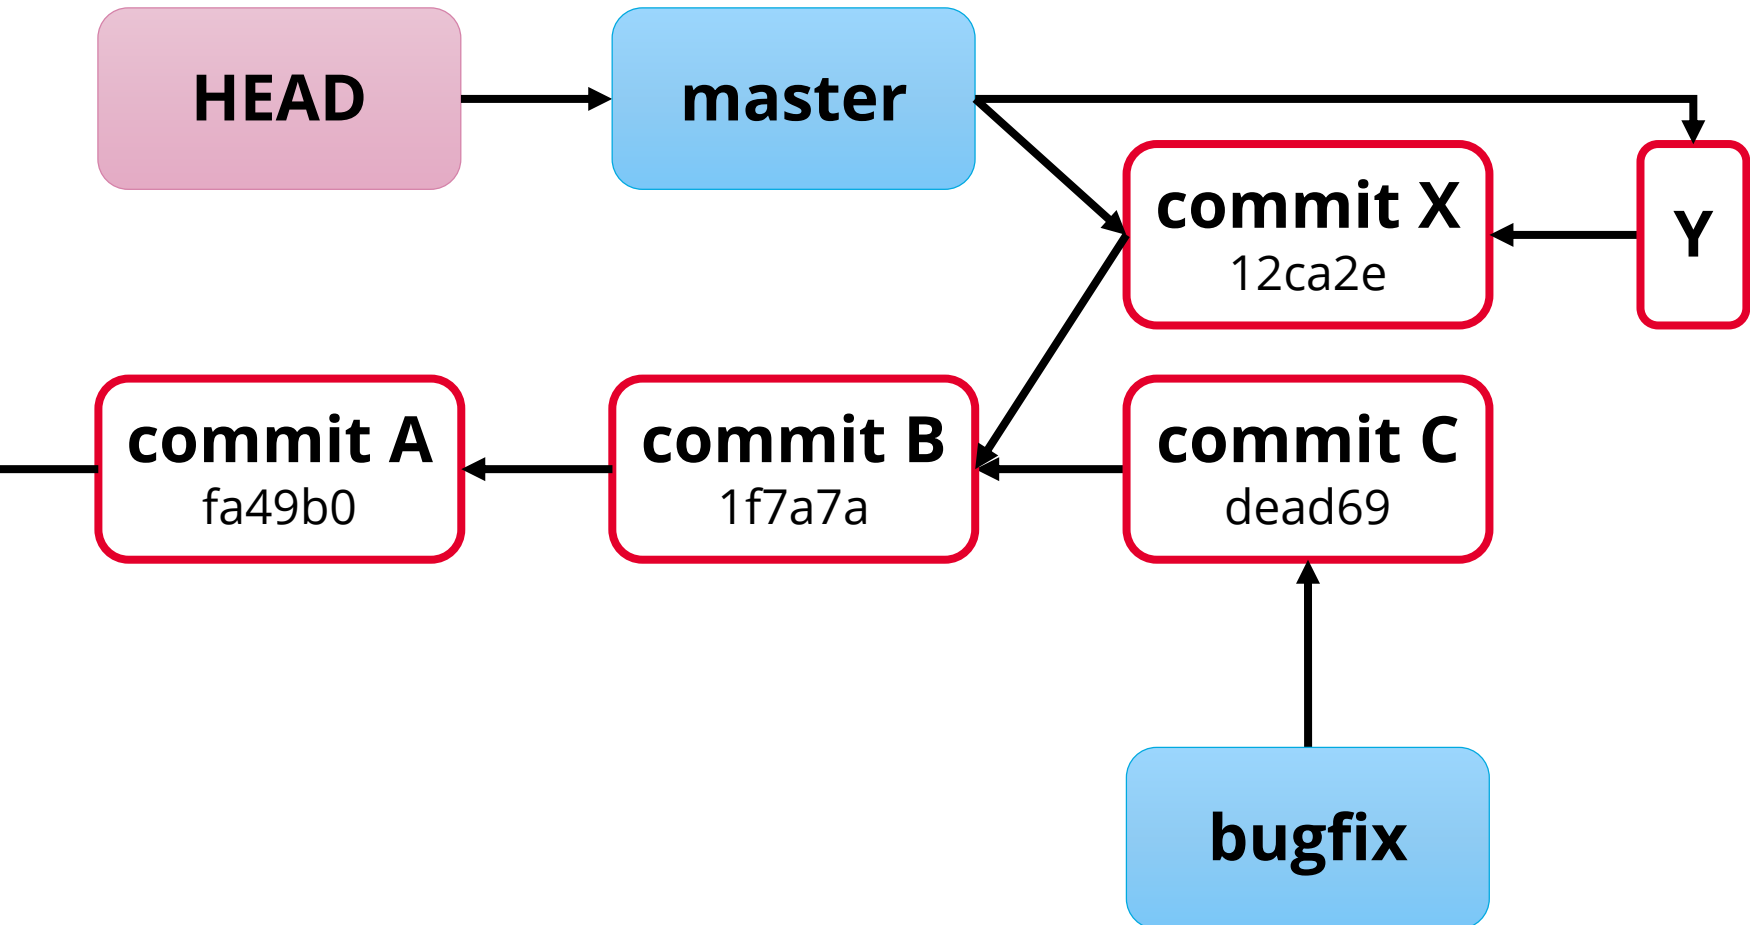 HEAD
master
commit X
12ca2e
Y
commit A
fa49b0
commit B
1f7a7a
commit C
dead69
bugfix